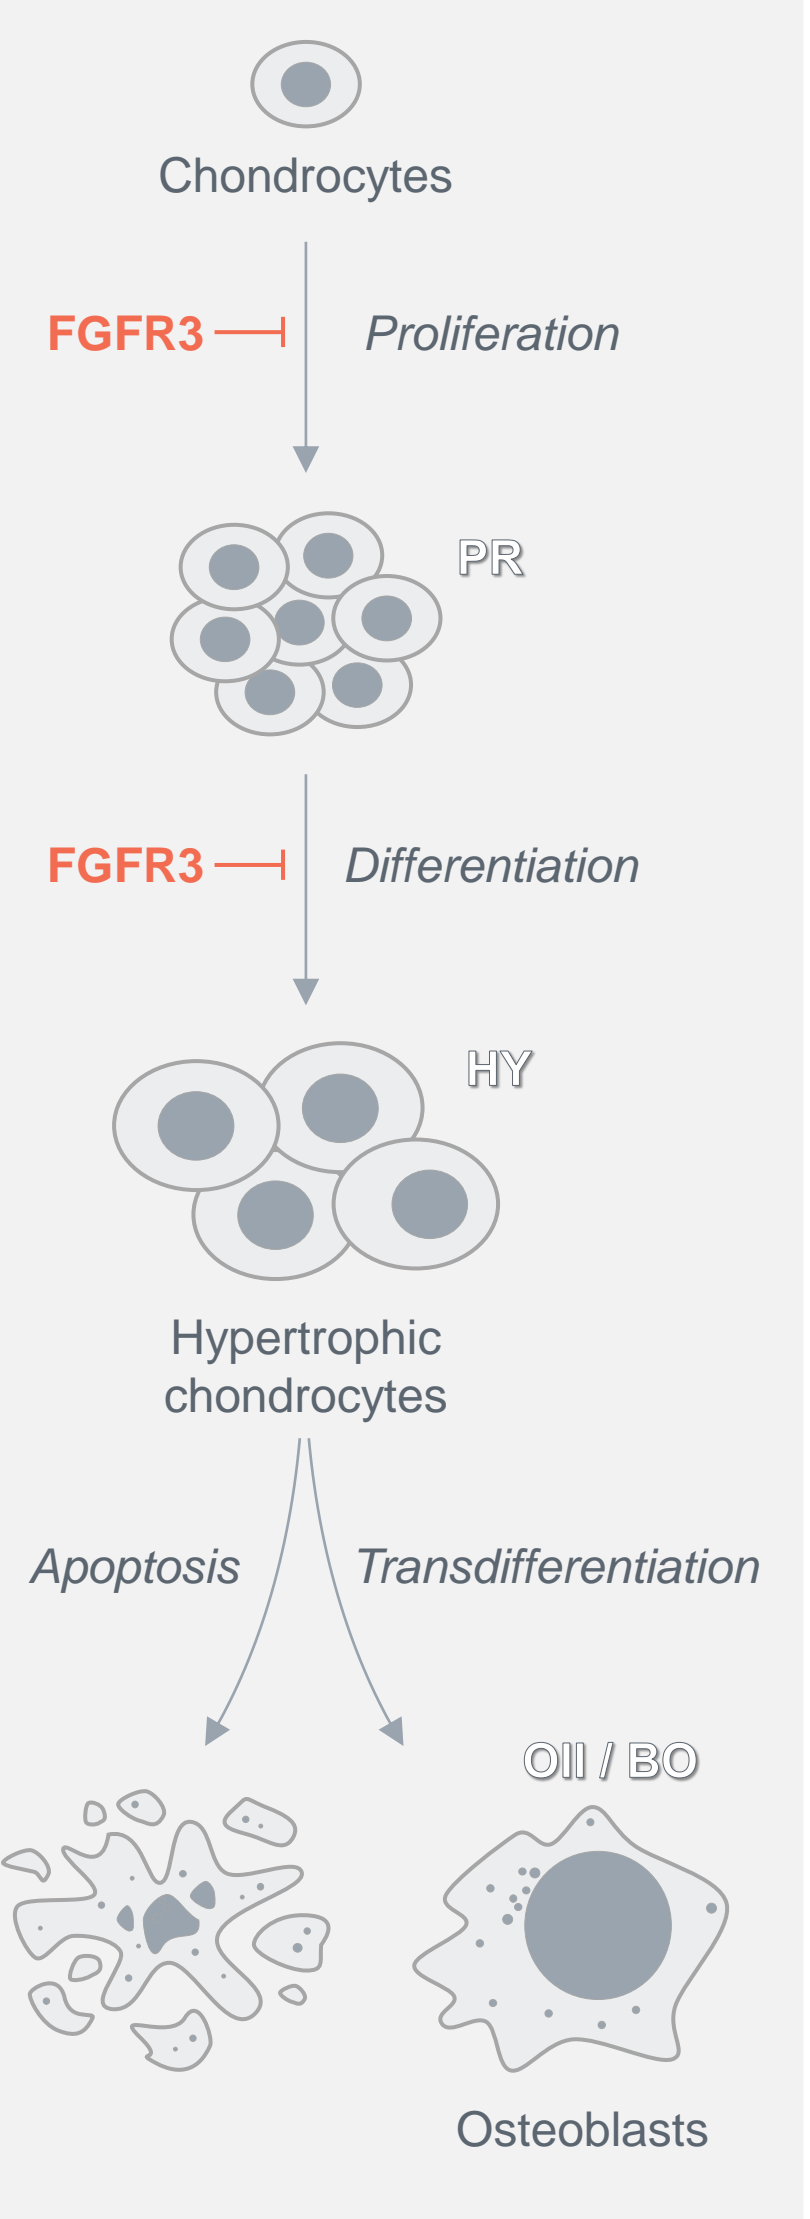 Chondrocytes
FGFR3
Proliferation
PR
FGFR3
Differentiation
HY
Hypertrophic
chondrocytes
Apoptosis
Transdifferentiation
OII / BO
Osteoblasts